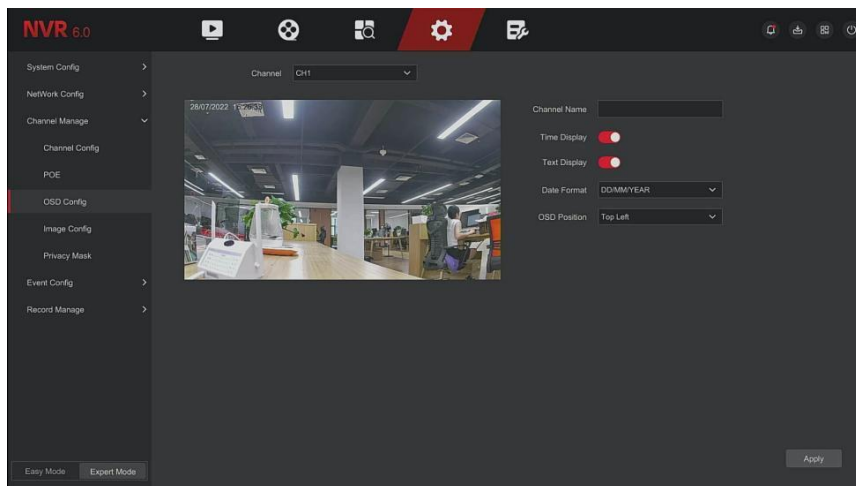 NVR 6.0
System Config
NetWork Config
Channel Manage
Channel Config
POE
OSD Config
Image Config
Privacy Mask
Event Config
Record Manage
Easy Mode Expert Mode
Channel CH1
28/07/2022
Channel Name
Time Display
Text Display
Date Format DD/MM/YEAR
OSD Position Top Left
Apply